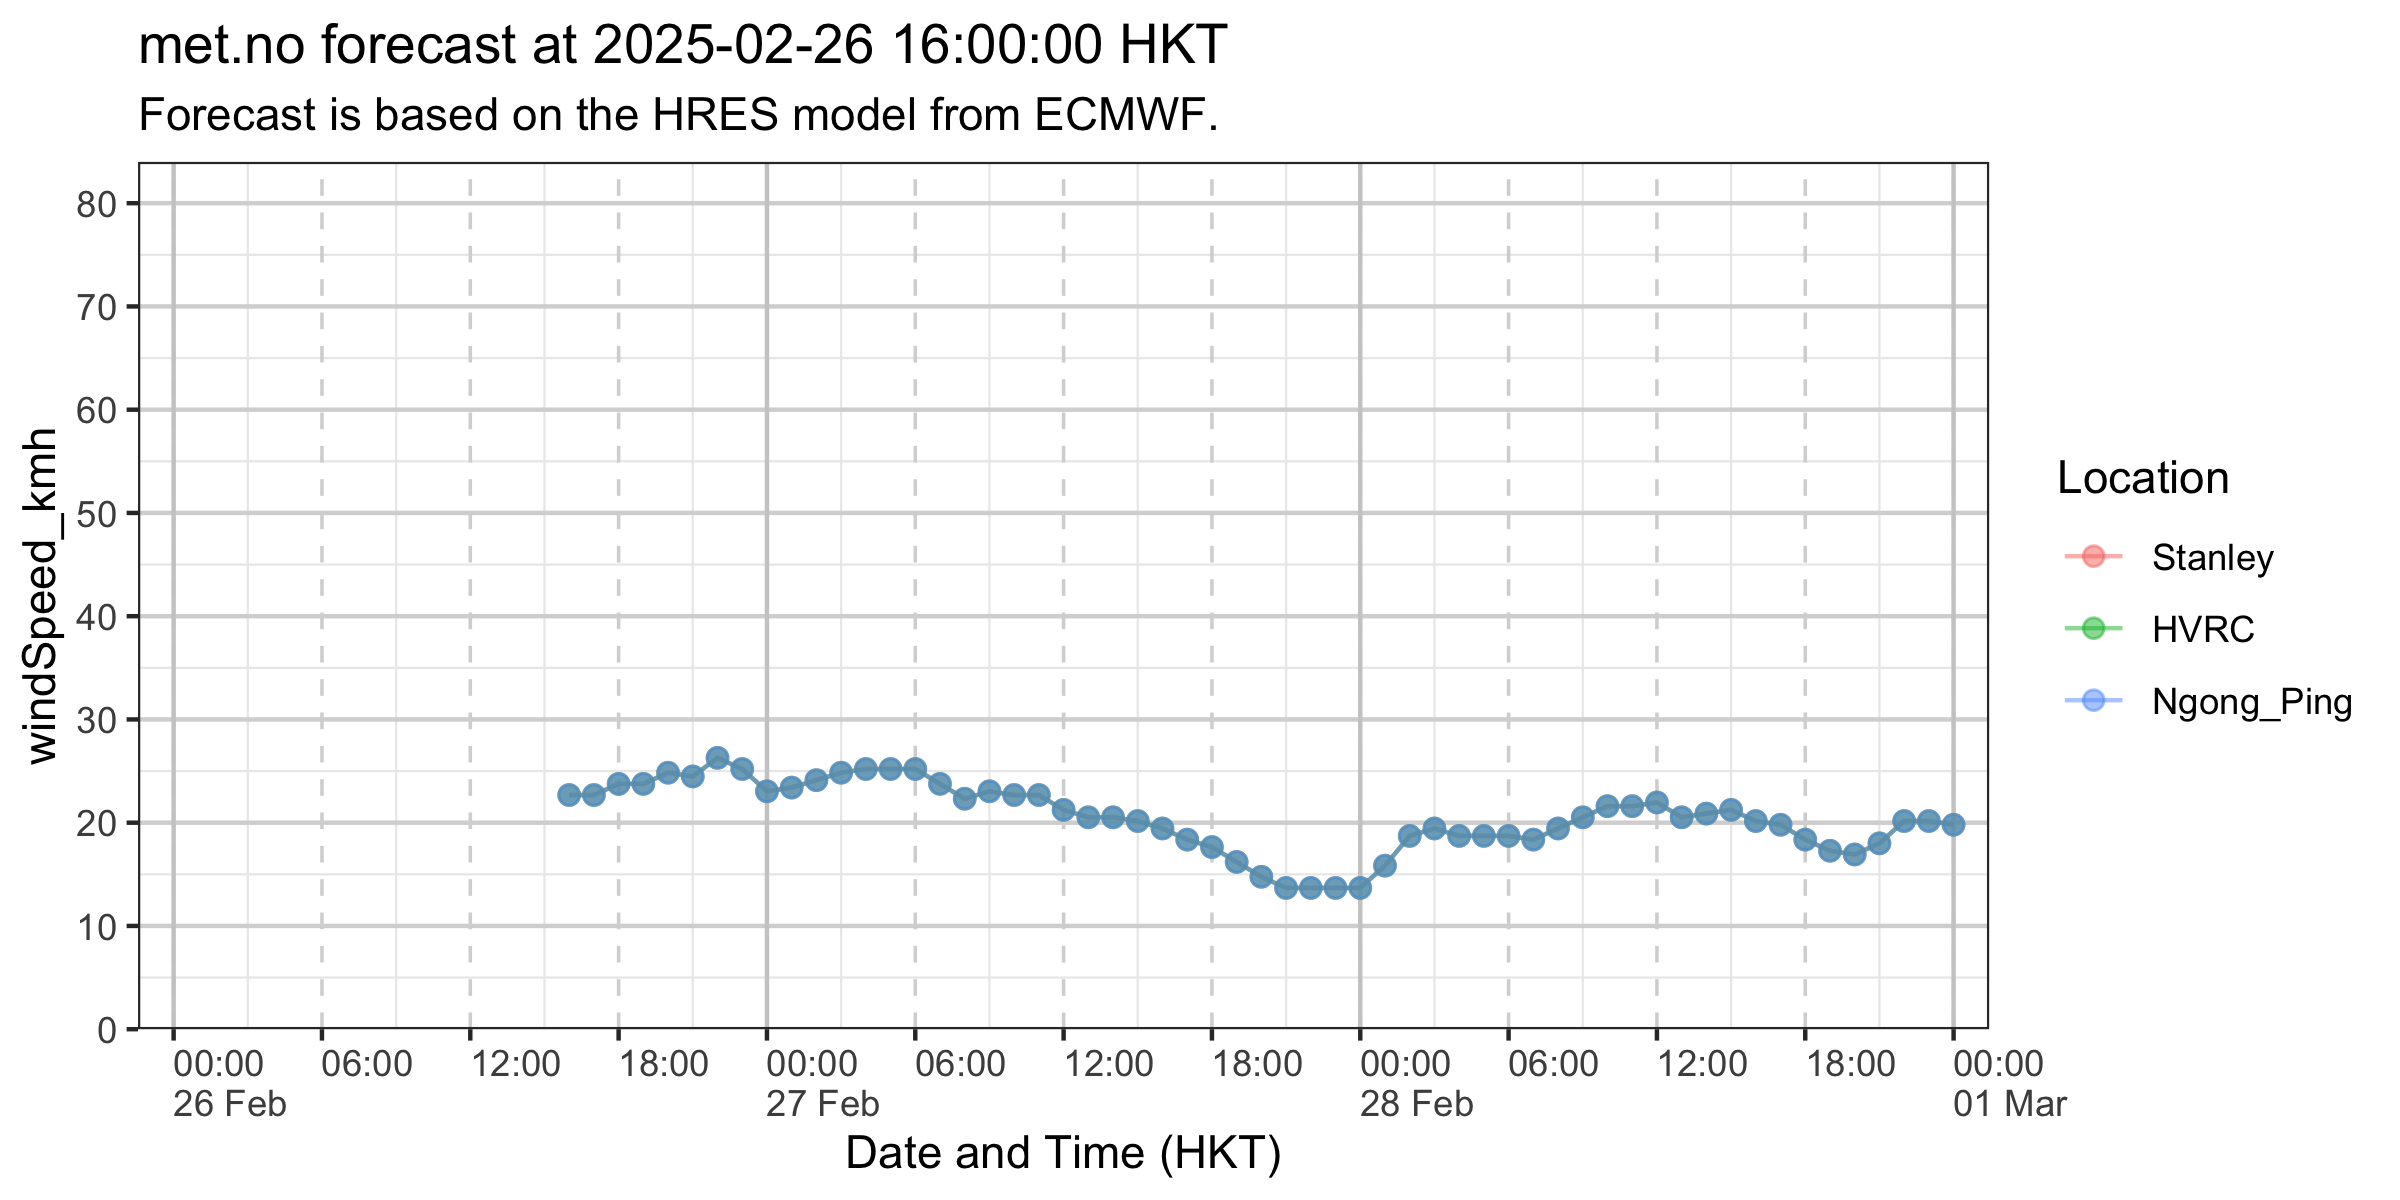 met.no forecast at 2025-02-26 16:00:00 HKT
Forecast is based on the HRES model from ECMWF.
windSpeed_kmh
80
70
60
50
40
30
20
10
0
00:00 06:00 12:00 18:00 00:00 06:00 12:00 18:00 00:00 06:00 12:00 18:00 00:00
26 Feb 27 Feb 28 Feb 01 Mar
Date and Time (HKT)
Location
Stanley
HVRC
Ngong_Ping